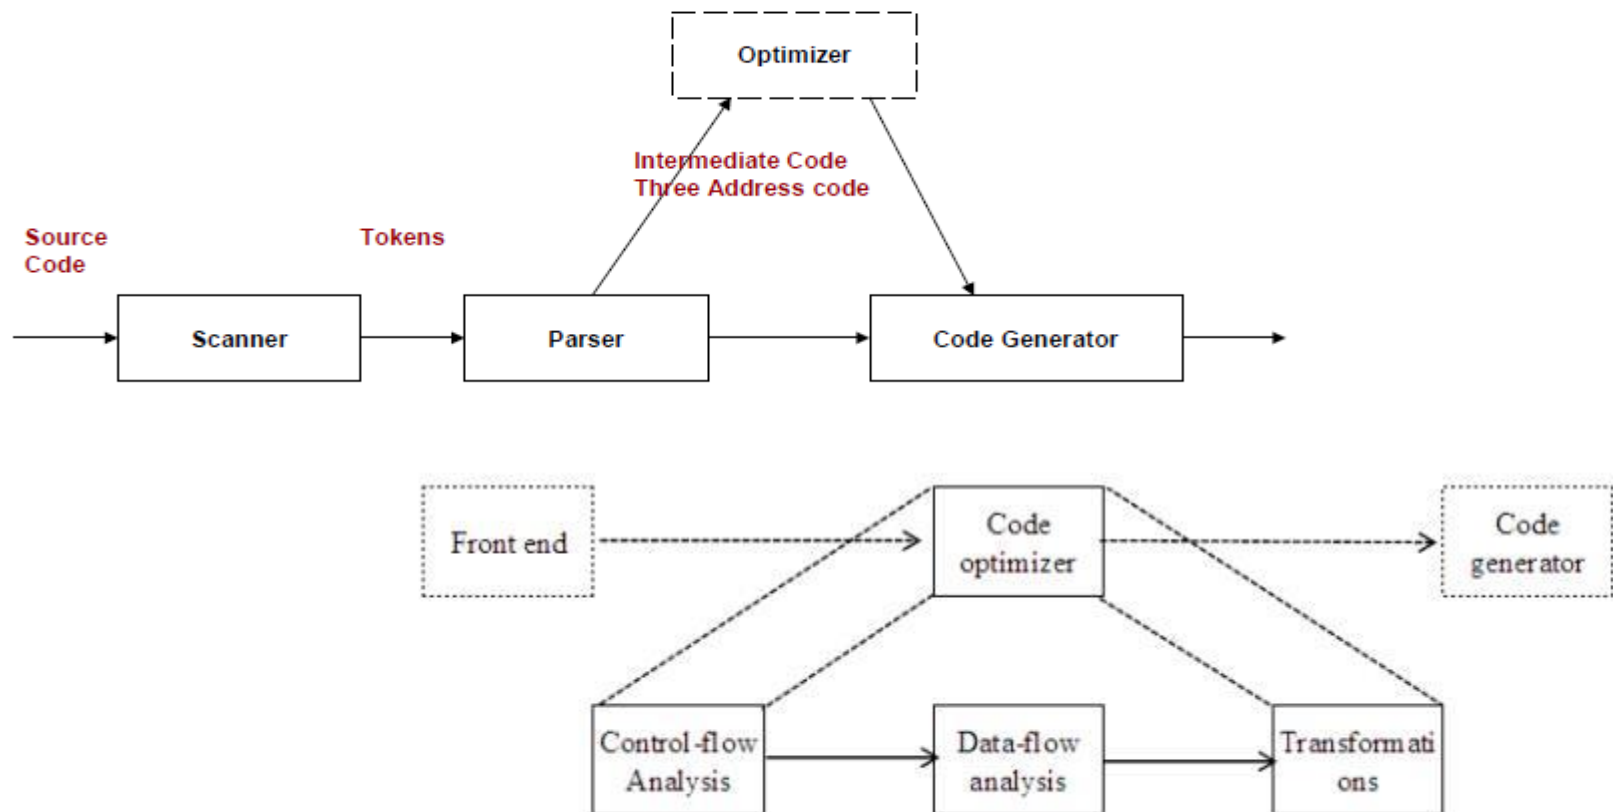 Optimizer
Intermediate Code
Three Address code
Source
Code
Tokens
Scanner
Parser
Code Generator
Front end
Code
optimizer
Code
generator
Control-flow
Analysis
Data-flow
analysis
Transformati
ons